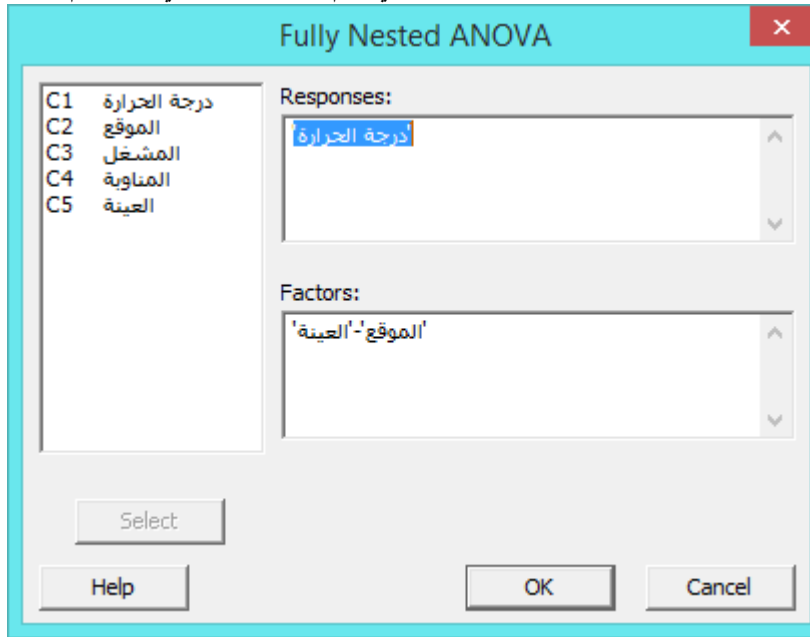 Fully Nested ANOVA
C1 درجة الحرارة
C2 الموقع
C3 المشغل
C4 المناوبة
C5 العينة
Responses:
'درجة الحرارة'
Factors:
'الموقع'-'العينة'
Select
Help
OK
Cancel